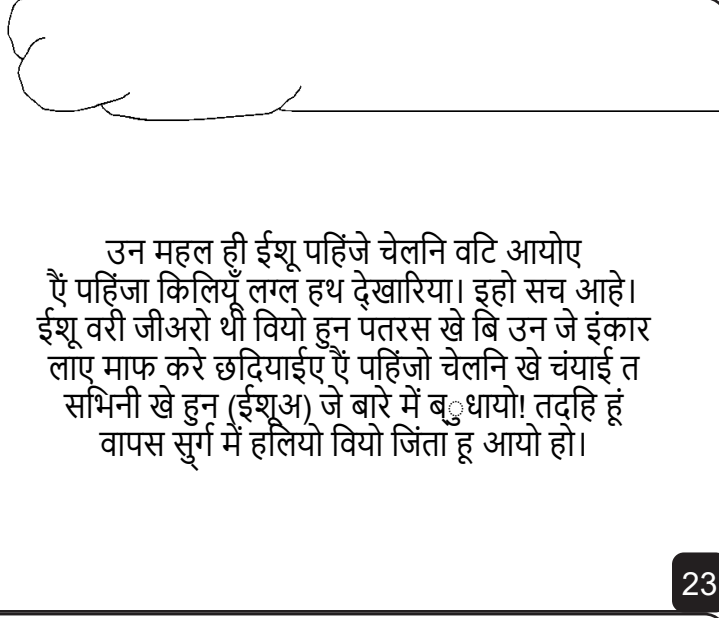 उन महल ही ईशू पहिंजे चेलनि वटि आयोए
ऐं पहिंजा किलियूँ लग्ल हथ दे्खारिया। इहो सच आहे।
ईशू वरी जीअरो थी वियो हुन पतरस खे बि उन जे इंकार
लाए माफ करे छदियाईए ऐं पहिंजो चेलनि खे चंयाई त
सभिनी खे हुन (ईशूअ) जे बारे में ब्ुधायो! तदहि हूं
वापस सु्र्ग में हलियो वियो जिंता हू आयो हो।
23